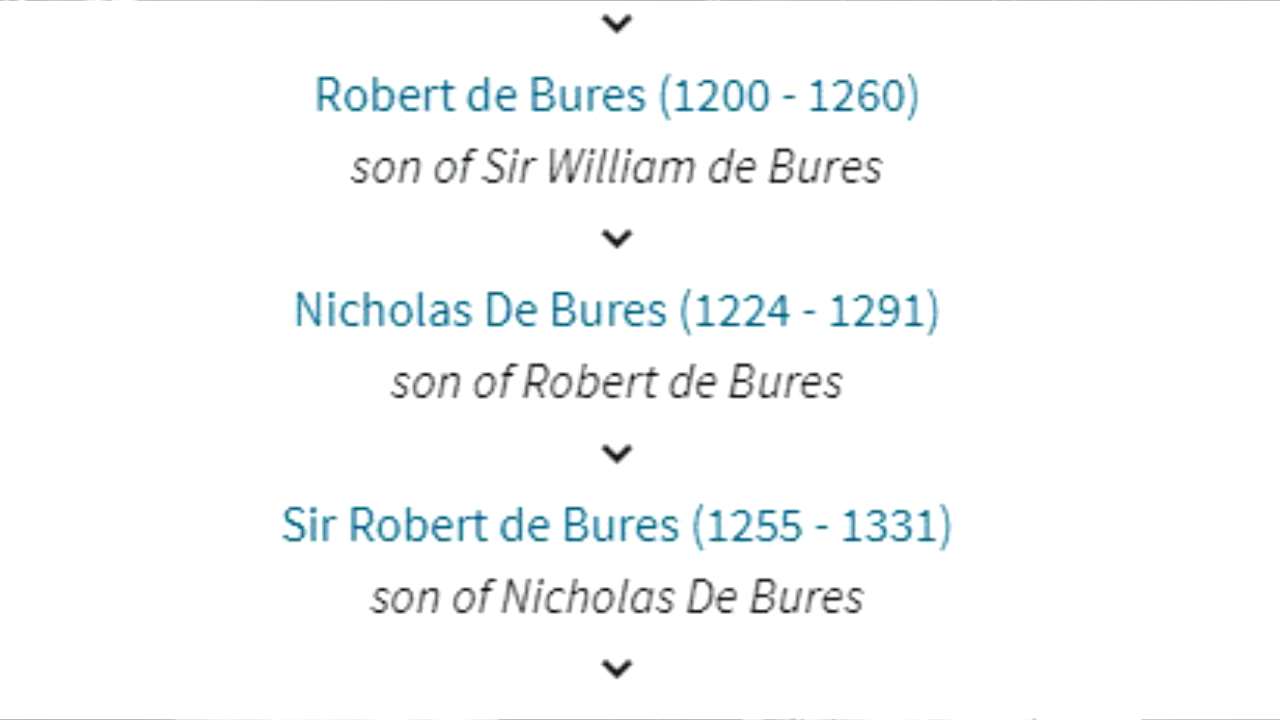 Robert de Bures (1200 - 1260)
son of Sir William de Bures
Nicholas De Bures (1224 - 1291)
son of Robert de Bures
Sir Robert de Bures (1255 - 1331)
son of Nicholas De Bures